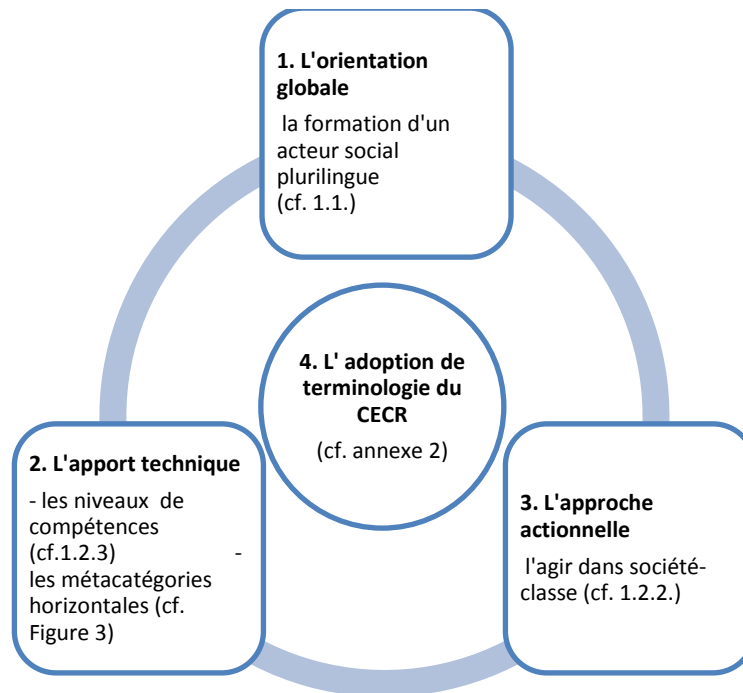 1. L'orientation
globale
la formation d'un
acteur social
plurilingue
(cf. 1.1.)
4. L' adoption de
terminologie du
CECR
(cf. annexe 2)
2. L'apport technique
- les niveaux de
compétences
(cf.1.2.3) -
les métacatégories
horizontales (cf.
Figure 3)
3. L'approche
actionnelle
l'agir dans société-
classe (cf. 1.2.2.)